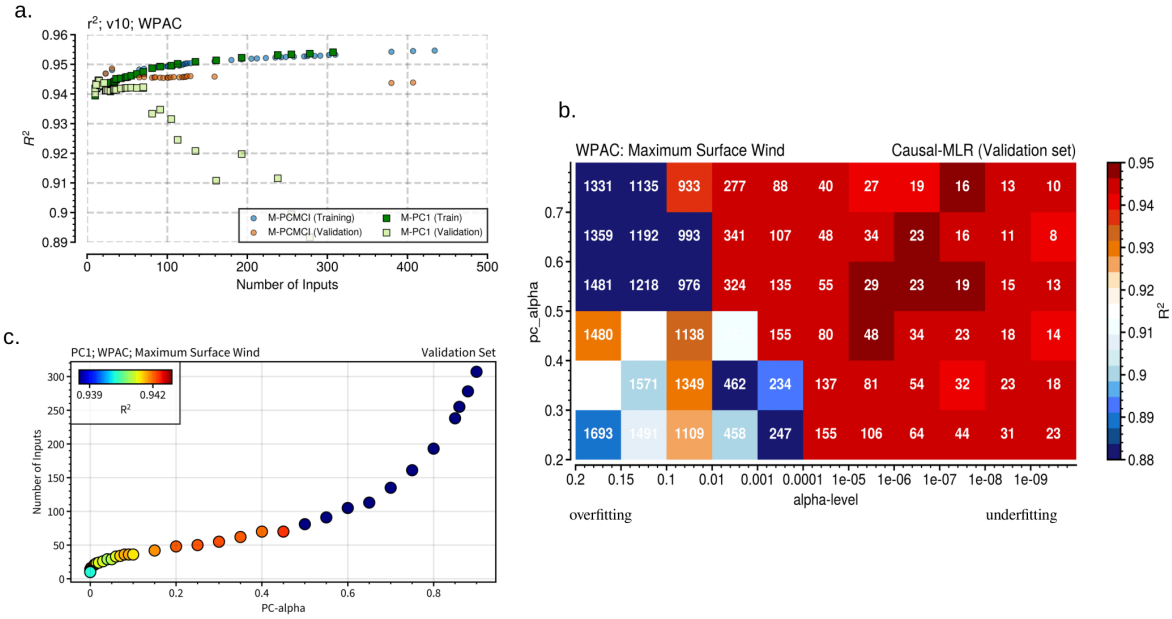 a.
r²; v10; WPAC
0.96
0.95
0.94
0.93
0.92
0.91
0.9
0.89
R²
M-PCMCI (Training)
M-PC1 (Train)
M-PCMCI (Validation)
M-PC1 (Validation)
0 100 200 300 400 500
Number of Inputs
b.
WPAC: Maximum Surface Wind Causal-MLR (Validation set)
1331 1135 933 277 88 40 27 19 16 13 10
0.7
1359 1192 993 341 107 48 34 23 16 11 8
0.6
1481 1218 976 324 135 55 29 23 19 15 13
0.5
1480 1138 155 80 48 34 23 18 14
0.4
1571 1349 462 234 137 81 54 32 23 18
0.3
1693 1491 1109 458 247 155 106 64 44 31 23
0.2
pc_alpha
0.2 0.15 0.1 0.01 0.001 0.0001 1e-05 1e-06 1e-07 1e-08 1e-09
alpha-level
overfitting
underfitting
0.95
0.94
0.93
0.92
0.91
0.9
0.89
0.88
R²
c.
PC1; WPAC; Maximum Surface Wind Validation Set
0.939 0.942
R²
300
250
200
150
100
50
0
Number of Inputs
0 0.2 0.4 0.6 0.8
PC-alpha